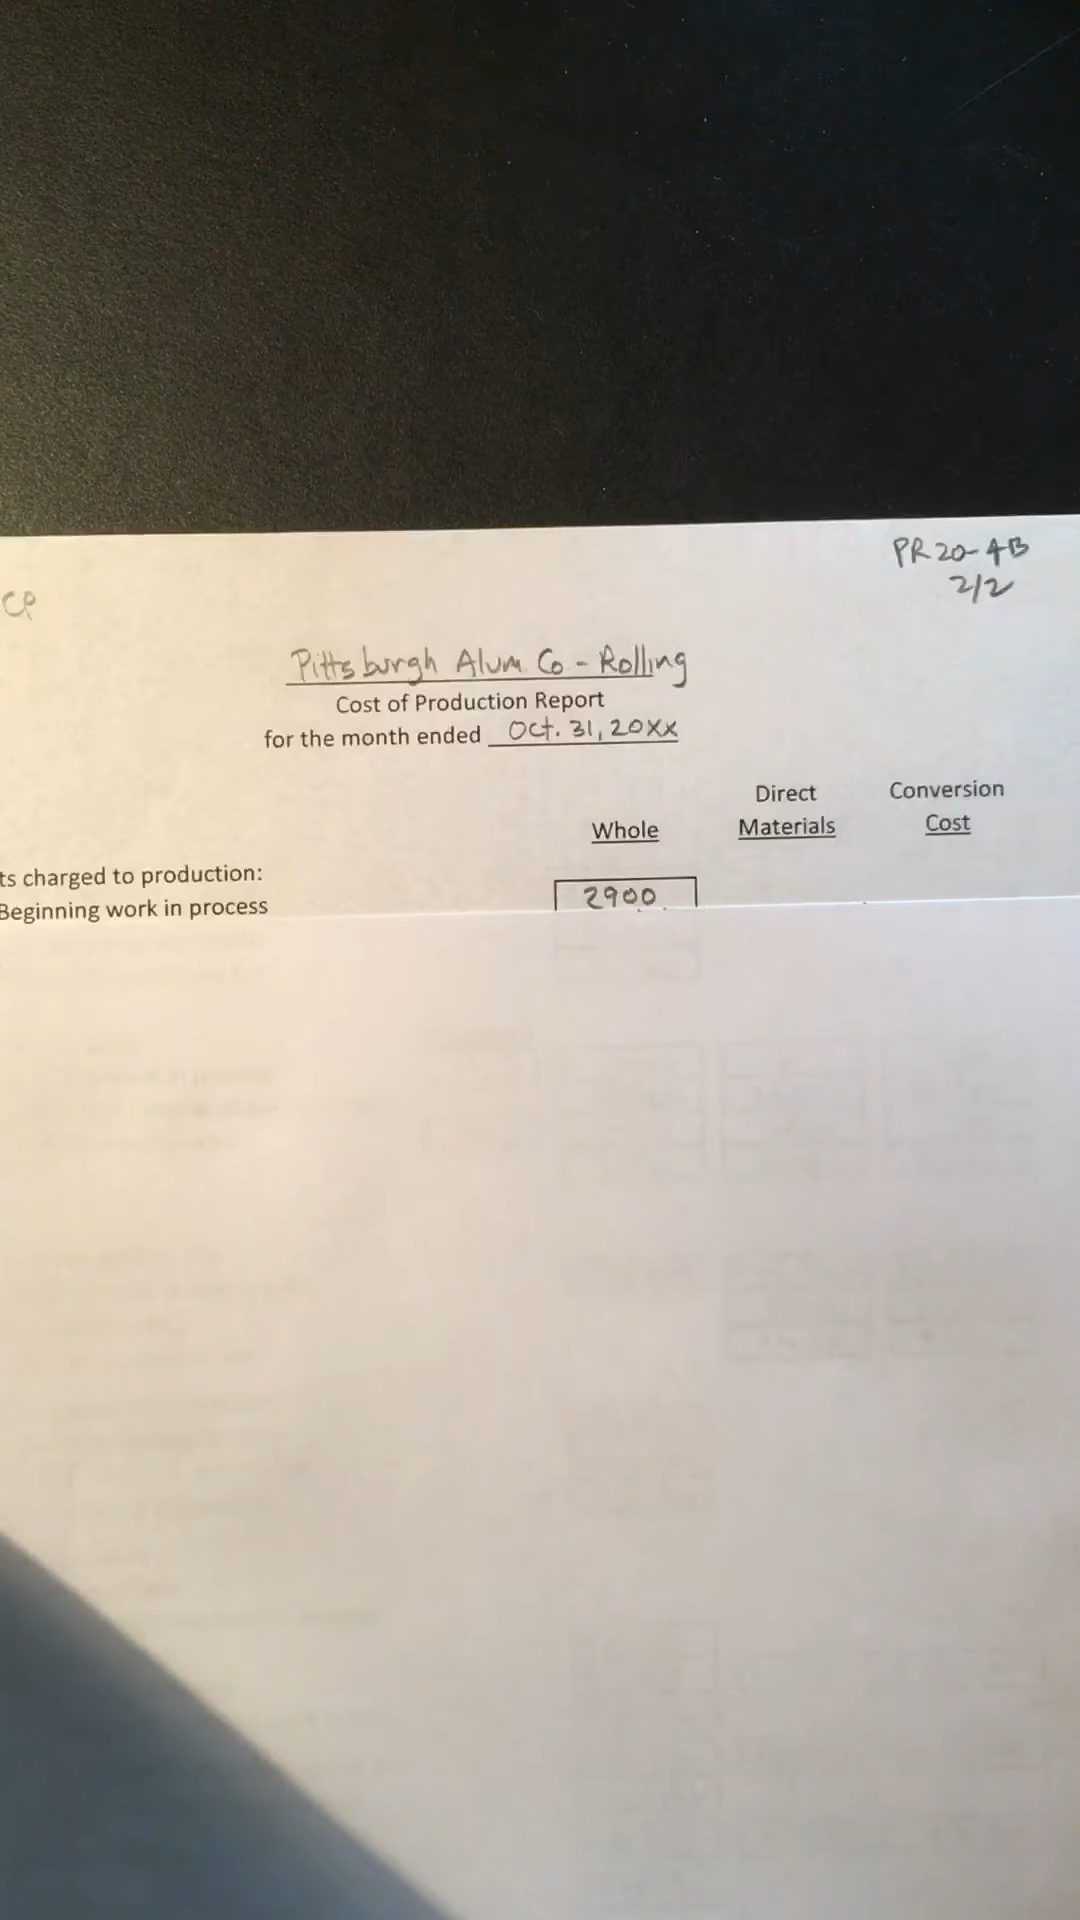 PR 20-4B
2/2
CP
Pittsburgh Alum Co - Rolling
Cost of Production Report
for the month ended Oct. 31, 20XX
Direct Conversion
Whole Materials Cost
ts charged to production:
Beginning work in process 2900